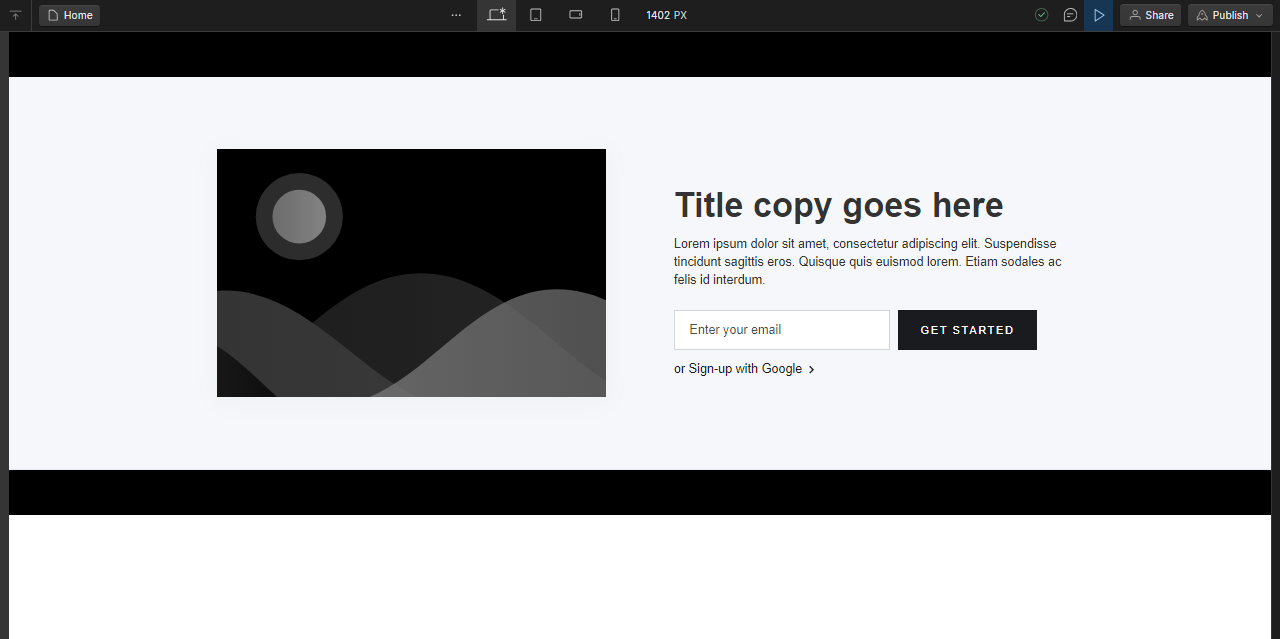 Home
1402 PX
Share
Publish
Title copy goes here
Lorem ipsum dolor sit amet, consectetur adipiscing elit. Suspendisse
tincidunt sagittis eros. Quisque quis euismod lorem. Etiam sodales ac
felis id interdum.
Enter your email
GET STARTED
or Sign-up with Google